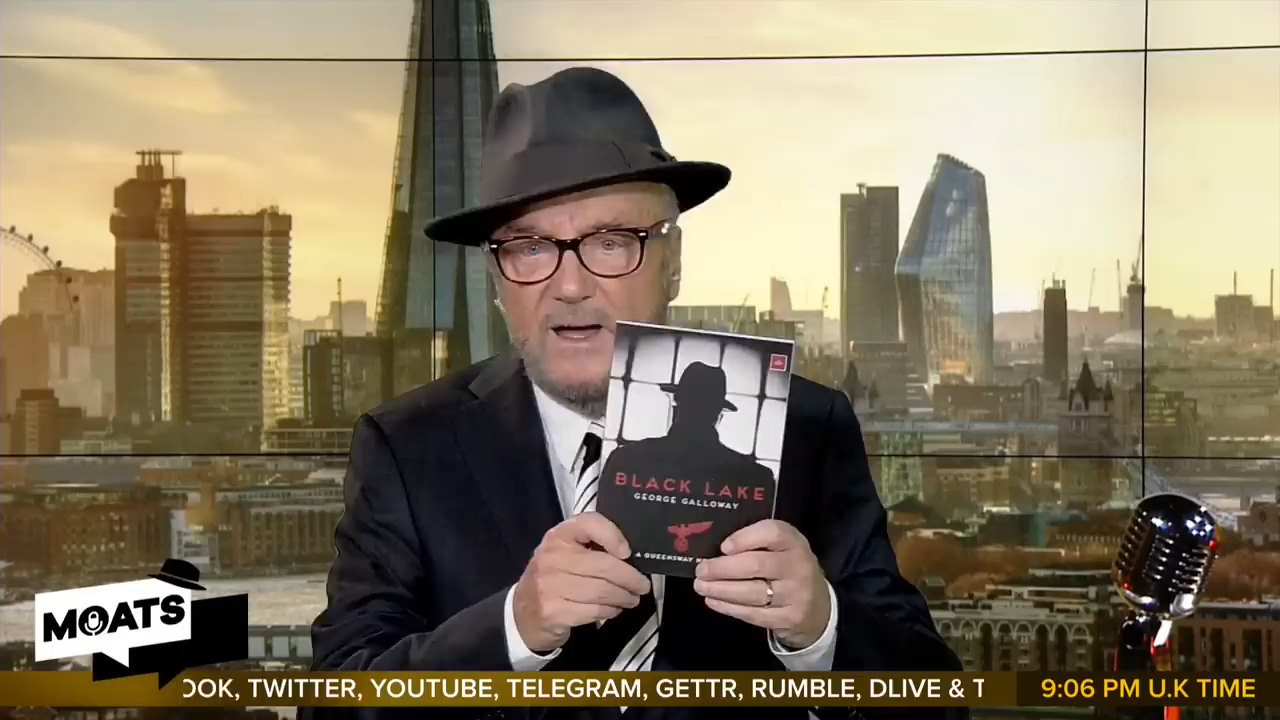 BLACK LAKE
GEORGE GALLOWAY
A QUEENSWAY
MOATS
OOK, TWITTER, YOUTUBE, TELEGRAM, GETTR, RUMBLE, DLIVE & T
9:06 PM U.K TIME